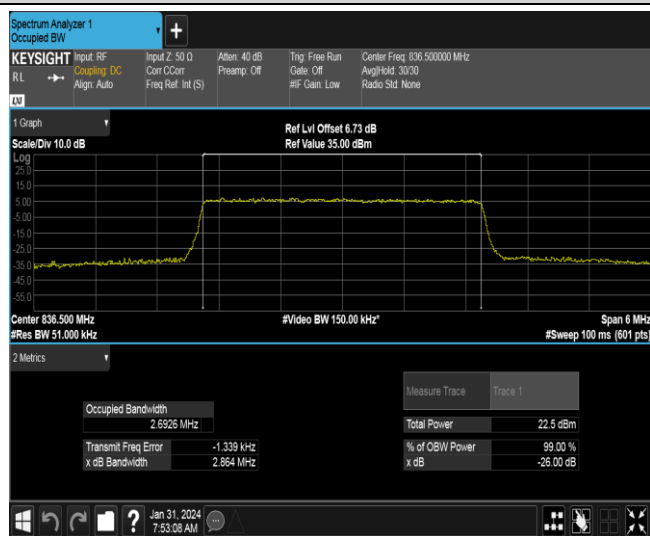 Spectrum Analyzer 1
Occupied BW
KEYSIGHT
RL
LXI
Input: RF
Coupling: DC
Align: Auto
Input Z: 50 Ω
Corr CCorr
Freq Ref: Int (S)
Atten: 40 dB
Preamp: Off
Trig: Free Run
Gate: Off
#IF Gain: Low
Center Freq: 836.500000 MHz
Avg|Hold: 30/30
Radio Std: None
1 Graph
Scale/Div 10.0 dB
Ref Lvl Offset 6.73 dB
Ref Value 35.00 dBm
Log
25.0
15.0
5.00
-5.00
-15.0
-25.0
-35.0
-45.0
-55.0
Center 836.500 MHz
#Res BW 51.000 kHz
#Video BW 150.00 kHz*
Span 6 MHz
#Sweep 100 ms (601 pts)
2 Metrics
Measure Trace Trace 1
Occupied Bandwidth
2.6926 MHz
Total Power 22.5 dBm
Transmit Freq Error -1.339 kHz
% of OBW Power 99.00 %
x dB Bandwidth 2.864 MHz
x dB -26.00 dB
?
Jan 31, 2024
7:53:08 AM